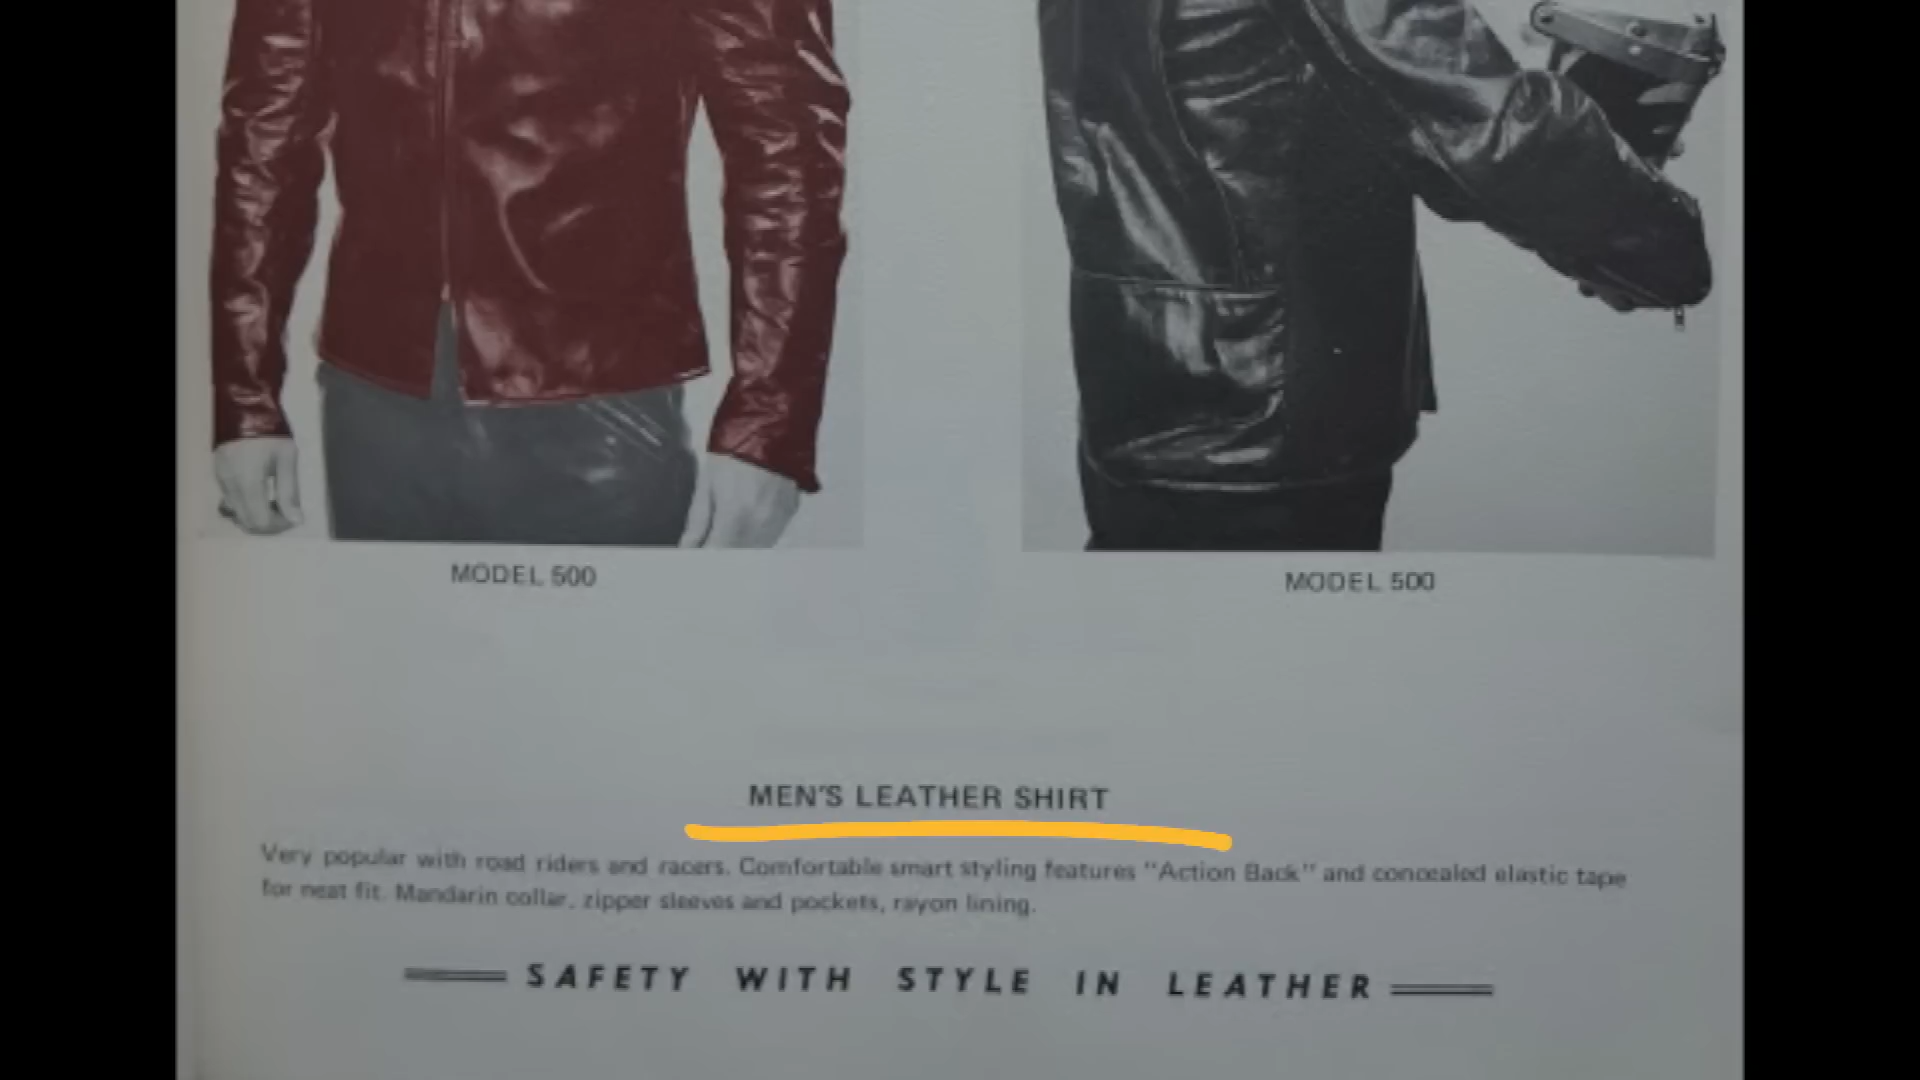 MODEL 500
MODEL 500
MEN'S LEATHER SHIRT
Very popular with road riders and racers. Comfortable smart styling features "Action Back" and concealed elastic tape
for neat fit. Mandarin collar, zipper sleeves and pockets, rayon lining.
SAFETY WITH STYLE IN LEATHER